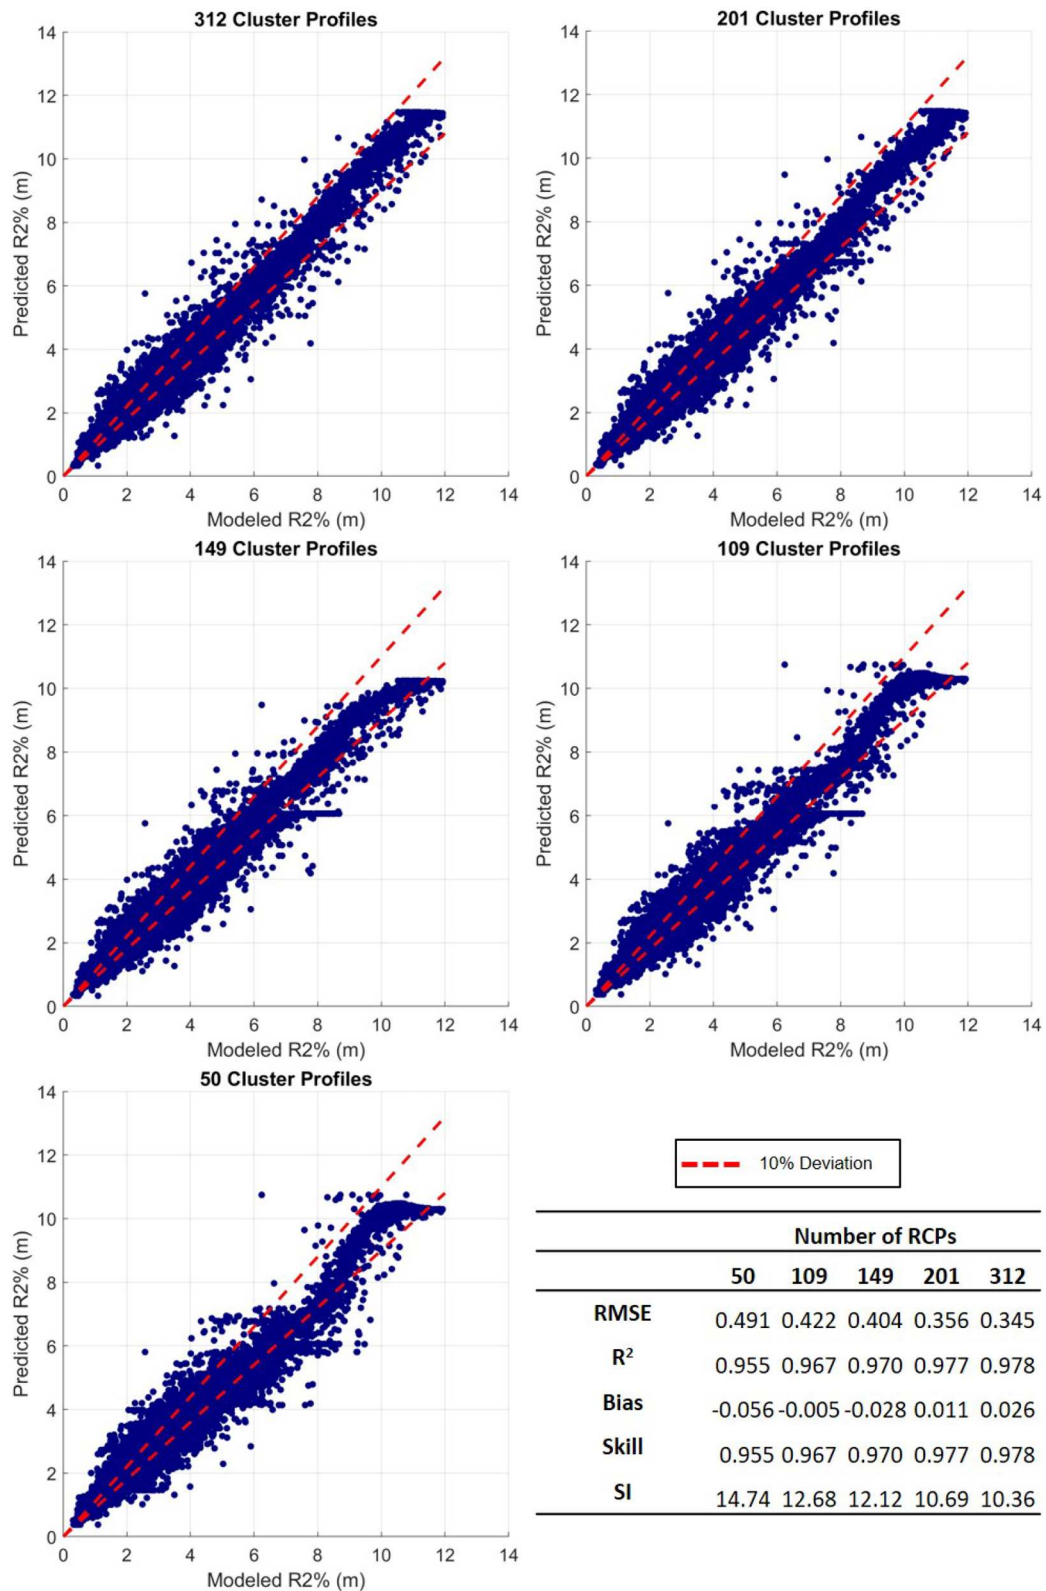 312 Cluster Profiles
14
12
10
8
6
4
2
0
Predicted R2% (m)
0 2 4 6 8 10 12 14
Modeled R2% (m)
201 Cluster Profiles
14
12
10
8
6
4
2
0
Predicted R2% (m)
0 2 4 6 8 10 12 14
Modeled R2% (m)
149 Cluster Profiles
14
12
10
8
6
4
2
0
Predicted R2% (m)
0 2 4 6 8 10 12 14
Modeled R2% (m)
109 Cluster Profiles
14
12
10
8
6
4
2
0
Predicted R2% (m)
0 2 4 6 8 10 12 14
Modeled R2% (m)
50 Cluster Profiles
14
12
10
8
6
4
2
0
Predicted R2% (m)
0 2 4 6 8 10 12 14
Modeled R2% (m)
10% Deviation
Number of RCPs
50 109 149 201 312
RMSE 0.491 0.422 0.404 0.356 0.345
R² 0.955 0.967 0.970 0.977 0.978
Bias -0.056 -0.005 -0.028 0.011 0.026
Skill 0.955 0.967 0.970 0.977 0.978
SI 14.74 12.68 12.12 10.69 10.36